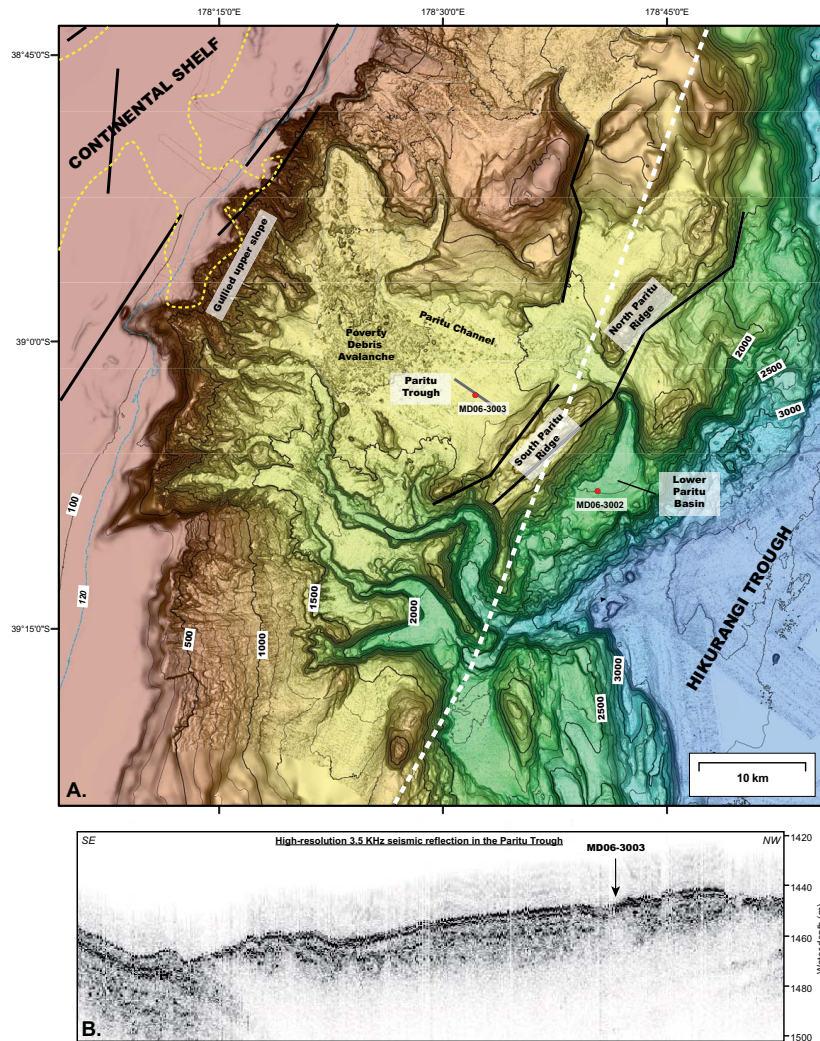 178°15'0"E
178°30'0"E
178°45'0"E
38°45'0"S
39°0'0"S
39°15'0"S
CONTINENTAL SHELF
Gullied upper slope
Poverty
Debris
Avalanche
Paritu Channel
Paritu
Trough
MD06-3003
North Paritu
Ridge
South Paritu
Ridge
MD06-3002
Lower
Paritu
Basin
2000
2500
3000
100
120
500
1000
1500
2000
2500
3000
HIKURANGI TROUGH
10 km
A.
SE
High-resolution 3.5 KHz seismic reflection in the Paritu Trough
NW
MD06-3003
1420
1440
1460
1480
1500
B.